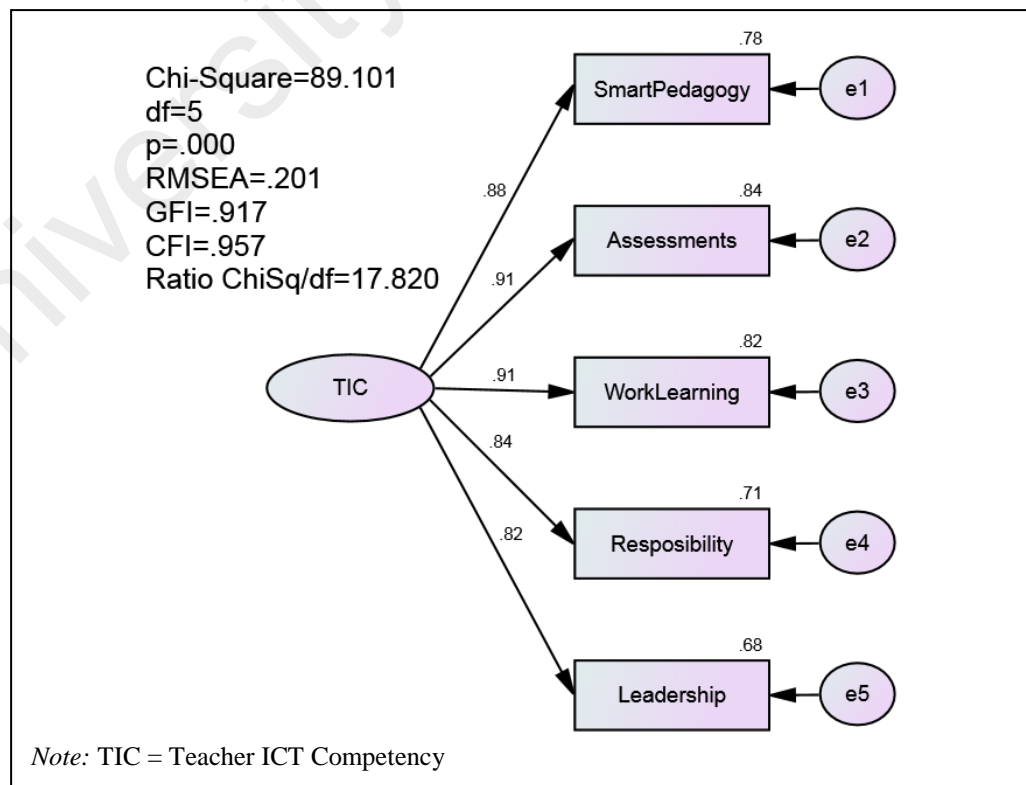 Chi-Square=89.101
df=5
p=.000
RMSEA=.201
GFI=.917
CFI=.957
Ratio ChiSq/df=17.820
.78
SmartPedagogy
e1
.88
.84
Assessments
e2
.91
.82
TIC
.91
WorkLearning
e3
.84
.71
Resposibility
e4
.82
.68
Leadership
e5
Note: TIC = Teacher ICT Competency